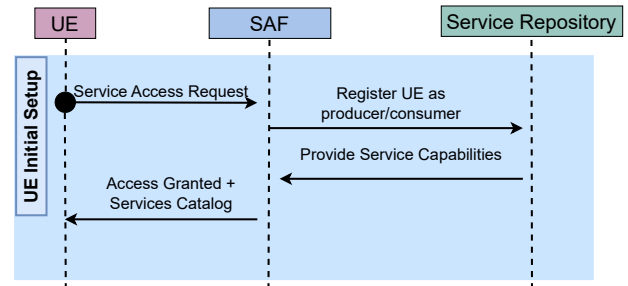 UE
SAF
Service Repository
UE Initial Setup
Service Access Request
Register UE as
producer/consumer
Provide Service Capabilities
Access Granted +
Services Catalog